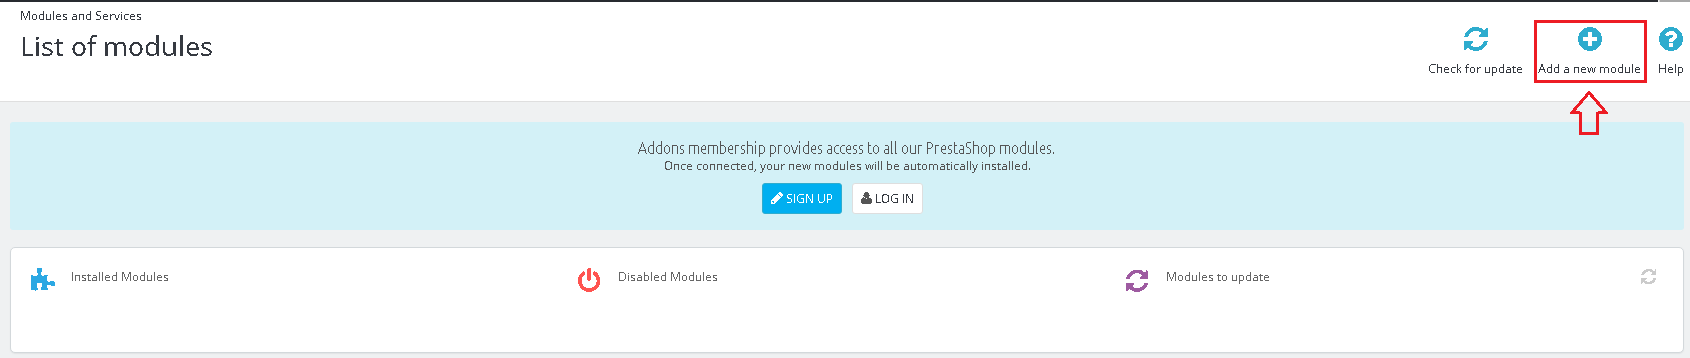 Modules and Services
List of modules
Check for update
Add a new module
Help
Addons membership provides access to all our PrestaShop modules.
Once connected, your new modules will be automatically installed.
SIGN UP
LOG IN
Installed Modules
Disabled Modules
Modules to update